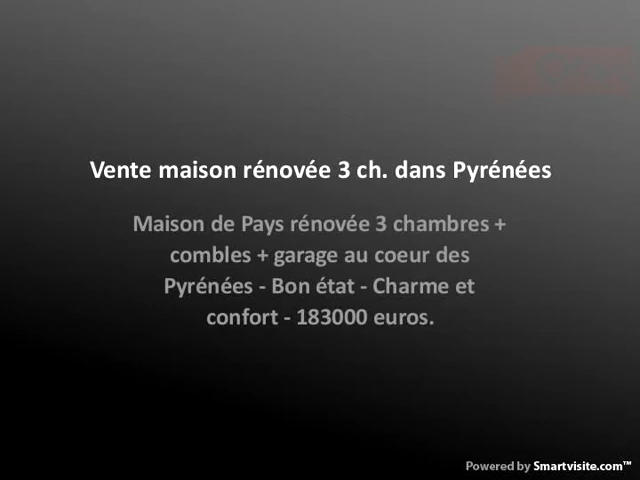 Vente maison rénovée 3 ch. dans Pyrénées
Maison de Pays rénovée 3 chambres +
combles + garage au coeur des
Pyrénées - Bon état - Charme et
confort - 183000 euros.
Powered by Smartvisite.com™